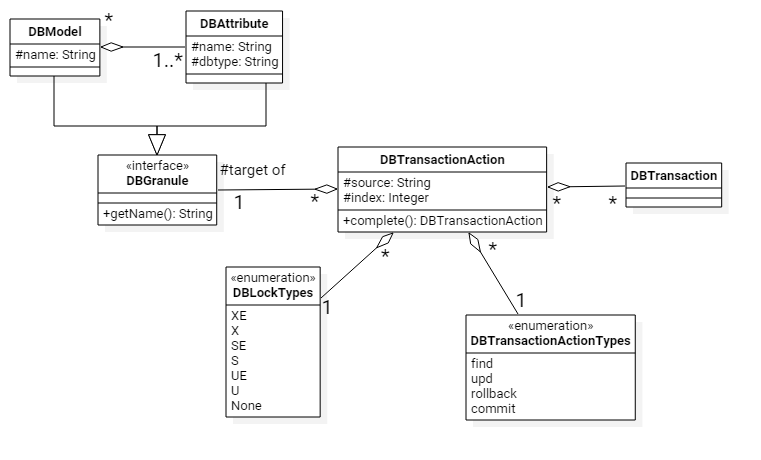 DBModel
#name: String
*
1..*
DBAttribute
#name: String
#dbtype: String
«interface»
DBGranule
+getName(): String
#target of
1
*
DBTransactionAction
#source: String
#index: Integer
+complete(): DBTransactionAction
*
*
DBTransaction
*
1
«enumeration»
DBLockTypes
XE
X
SE
S
UE
U
None
*
1
«enumeration»
DBTransactionActionTypes
find
upd
rollback
commit